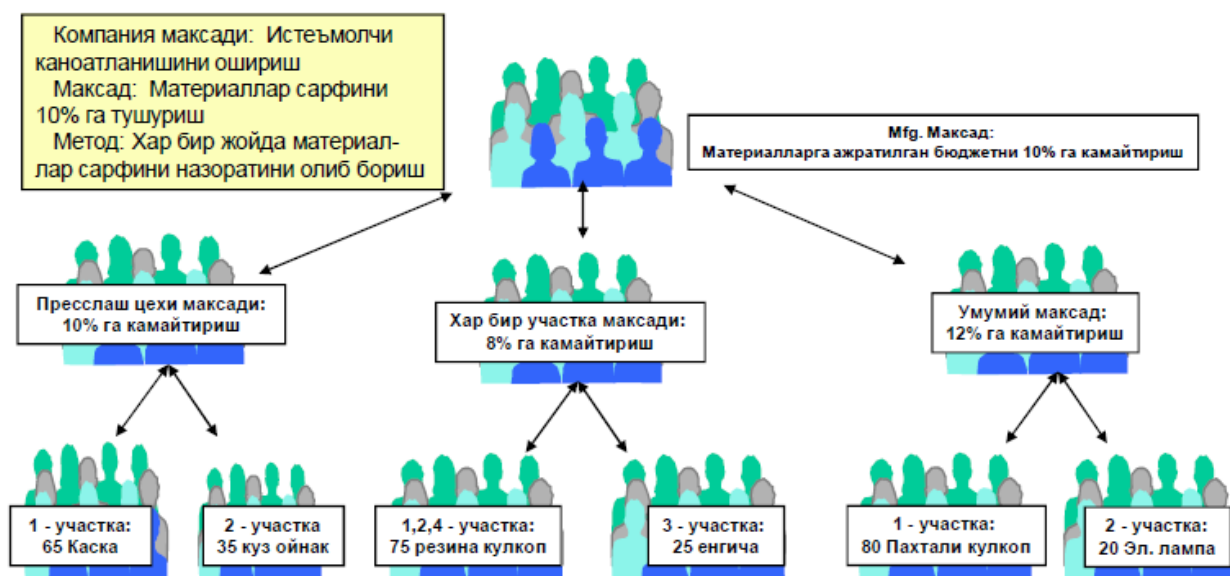 Компания максади: Истеъмолчи
каноатланишини ошириш
Максад: Материаллар сарфини
10% га тушуриш
Метод: Хар бир жойда материал-
лар сарфини назоратини олиб бориш
Mfg. Максад:
Материалларга ажратилган бюджетни 10% га камайтириш
Пресслаш цехи максади:
10% га камайтириш
Хар бир участка максади:
8% га камайтириш
Умумий максад:
12% га камайтириш
1 - участка:
65 Каска
2 - участка
35 куз ойнак
1,2,4 - участка:
75 резина кулкоп
3 - участка:
25 енгича
1 - участка:
80 Пахтали кулкоп
2 - участка:
20 Эл. лампа